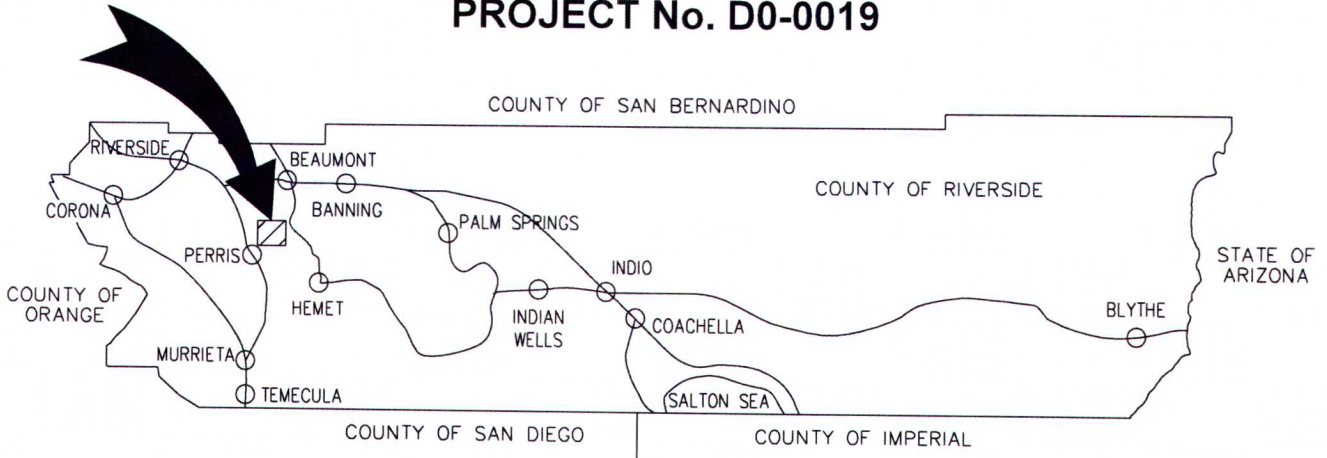 PROJECT No. D0-0019
COUNTY OF SAN BERNARDINO
RIVERSIDE
BEAUMONT
COUNTY OF RIVERSIDE
CORONA
BANNING
PALM SPRINGS
PERRIS
STATE OF
ARIZONA
INDIO
HEMET
COUNTY OF
ORANGE
INDIAN
WELLS
BLYTHE
COACHELLA
MURRIETA
TEMECULA
SALTON SEA
COUNTY OF SAN DIEGO
COUNTY OF IMPERIAL